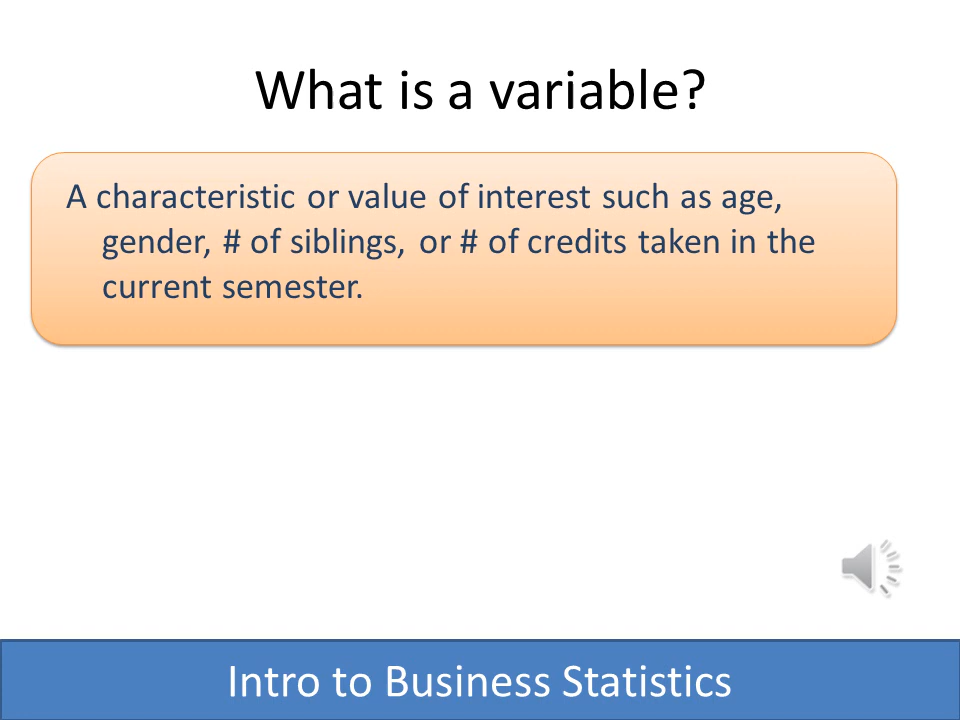 What is a variable?
A characteristic or value of interest such as age,
gender, # of siblings, or # of credits taken in the
current semester.
Intro to Business Statistics